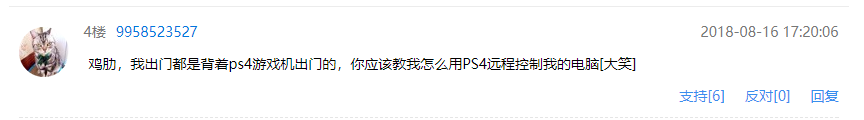 4楼 9958523527 2018-08-16 17:20:06
鸡肋，我出门都是背着ps4游戏机出门的，你应该教我怎么用PS4远程控制我的电脑[大笑]
支持[6] 反对[0] 回复